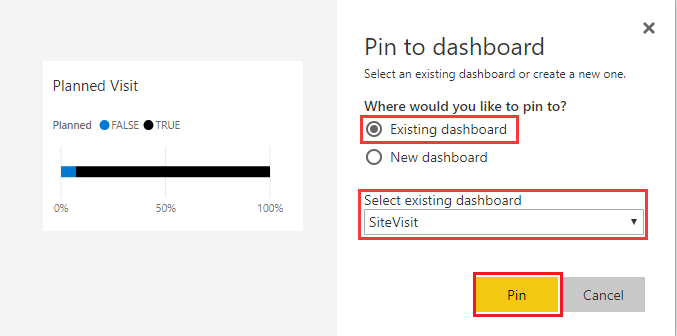 Planned Visit
Planned FALSE TRUE
0% 50% 100%
Pin to dashboard
Select an existing dashboard or create a new one.
Where would you like to pin to?
Existing dashboard
New dashboard
Select existing dashboard
SiteVisit
Pin Cancel